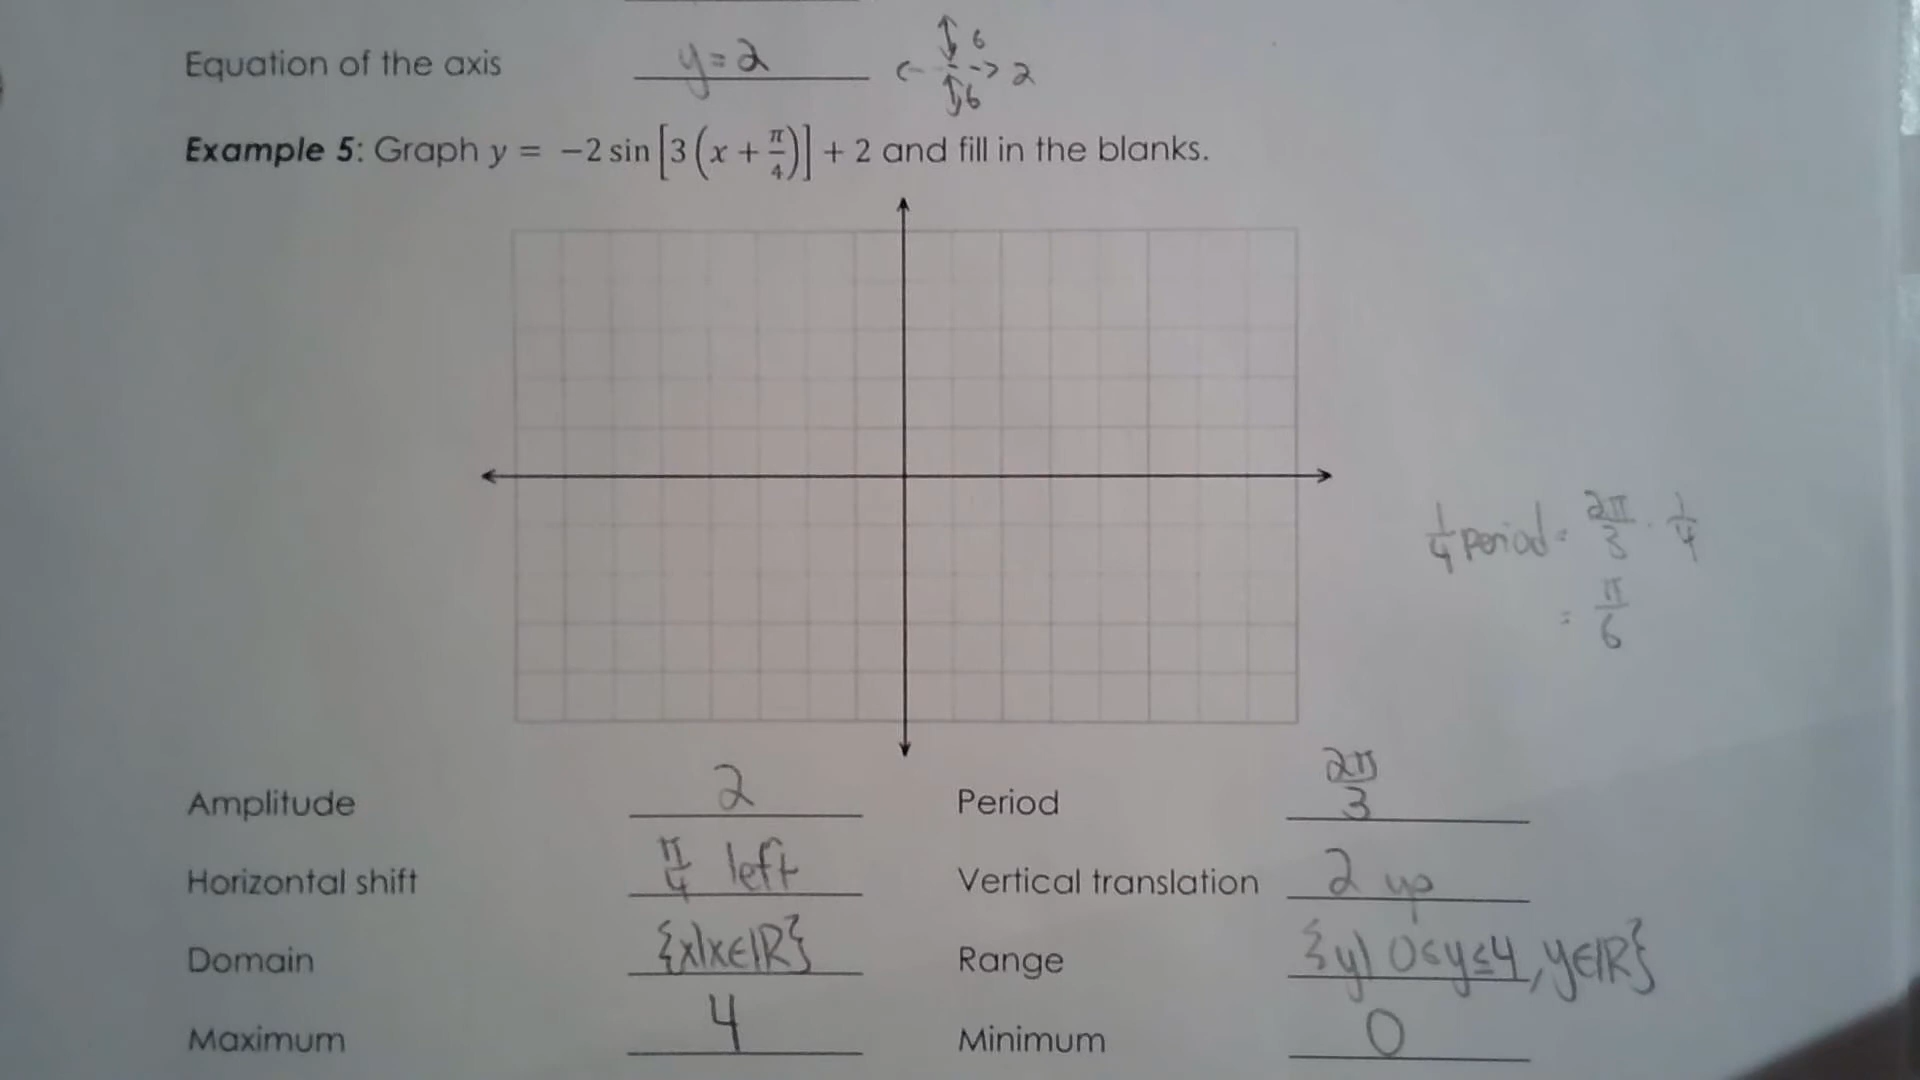 Equation of the axis y = 2 6 2 6
Example 5: Graph y = −2 sin [3 (x + π/4)] + 2 and fill in the blanks.
1/4 period = 2π/3 · 1/4
= π/6
Amplitude 2 Period 2π/3
Horizontal shift π/4 left Vertical translation 2 up
Domain {x|x∈ℝ} Range {y| 0≤y≤4, y∈ℝ}
Maximum 4 Minimum 0